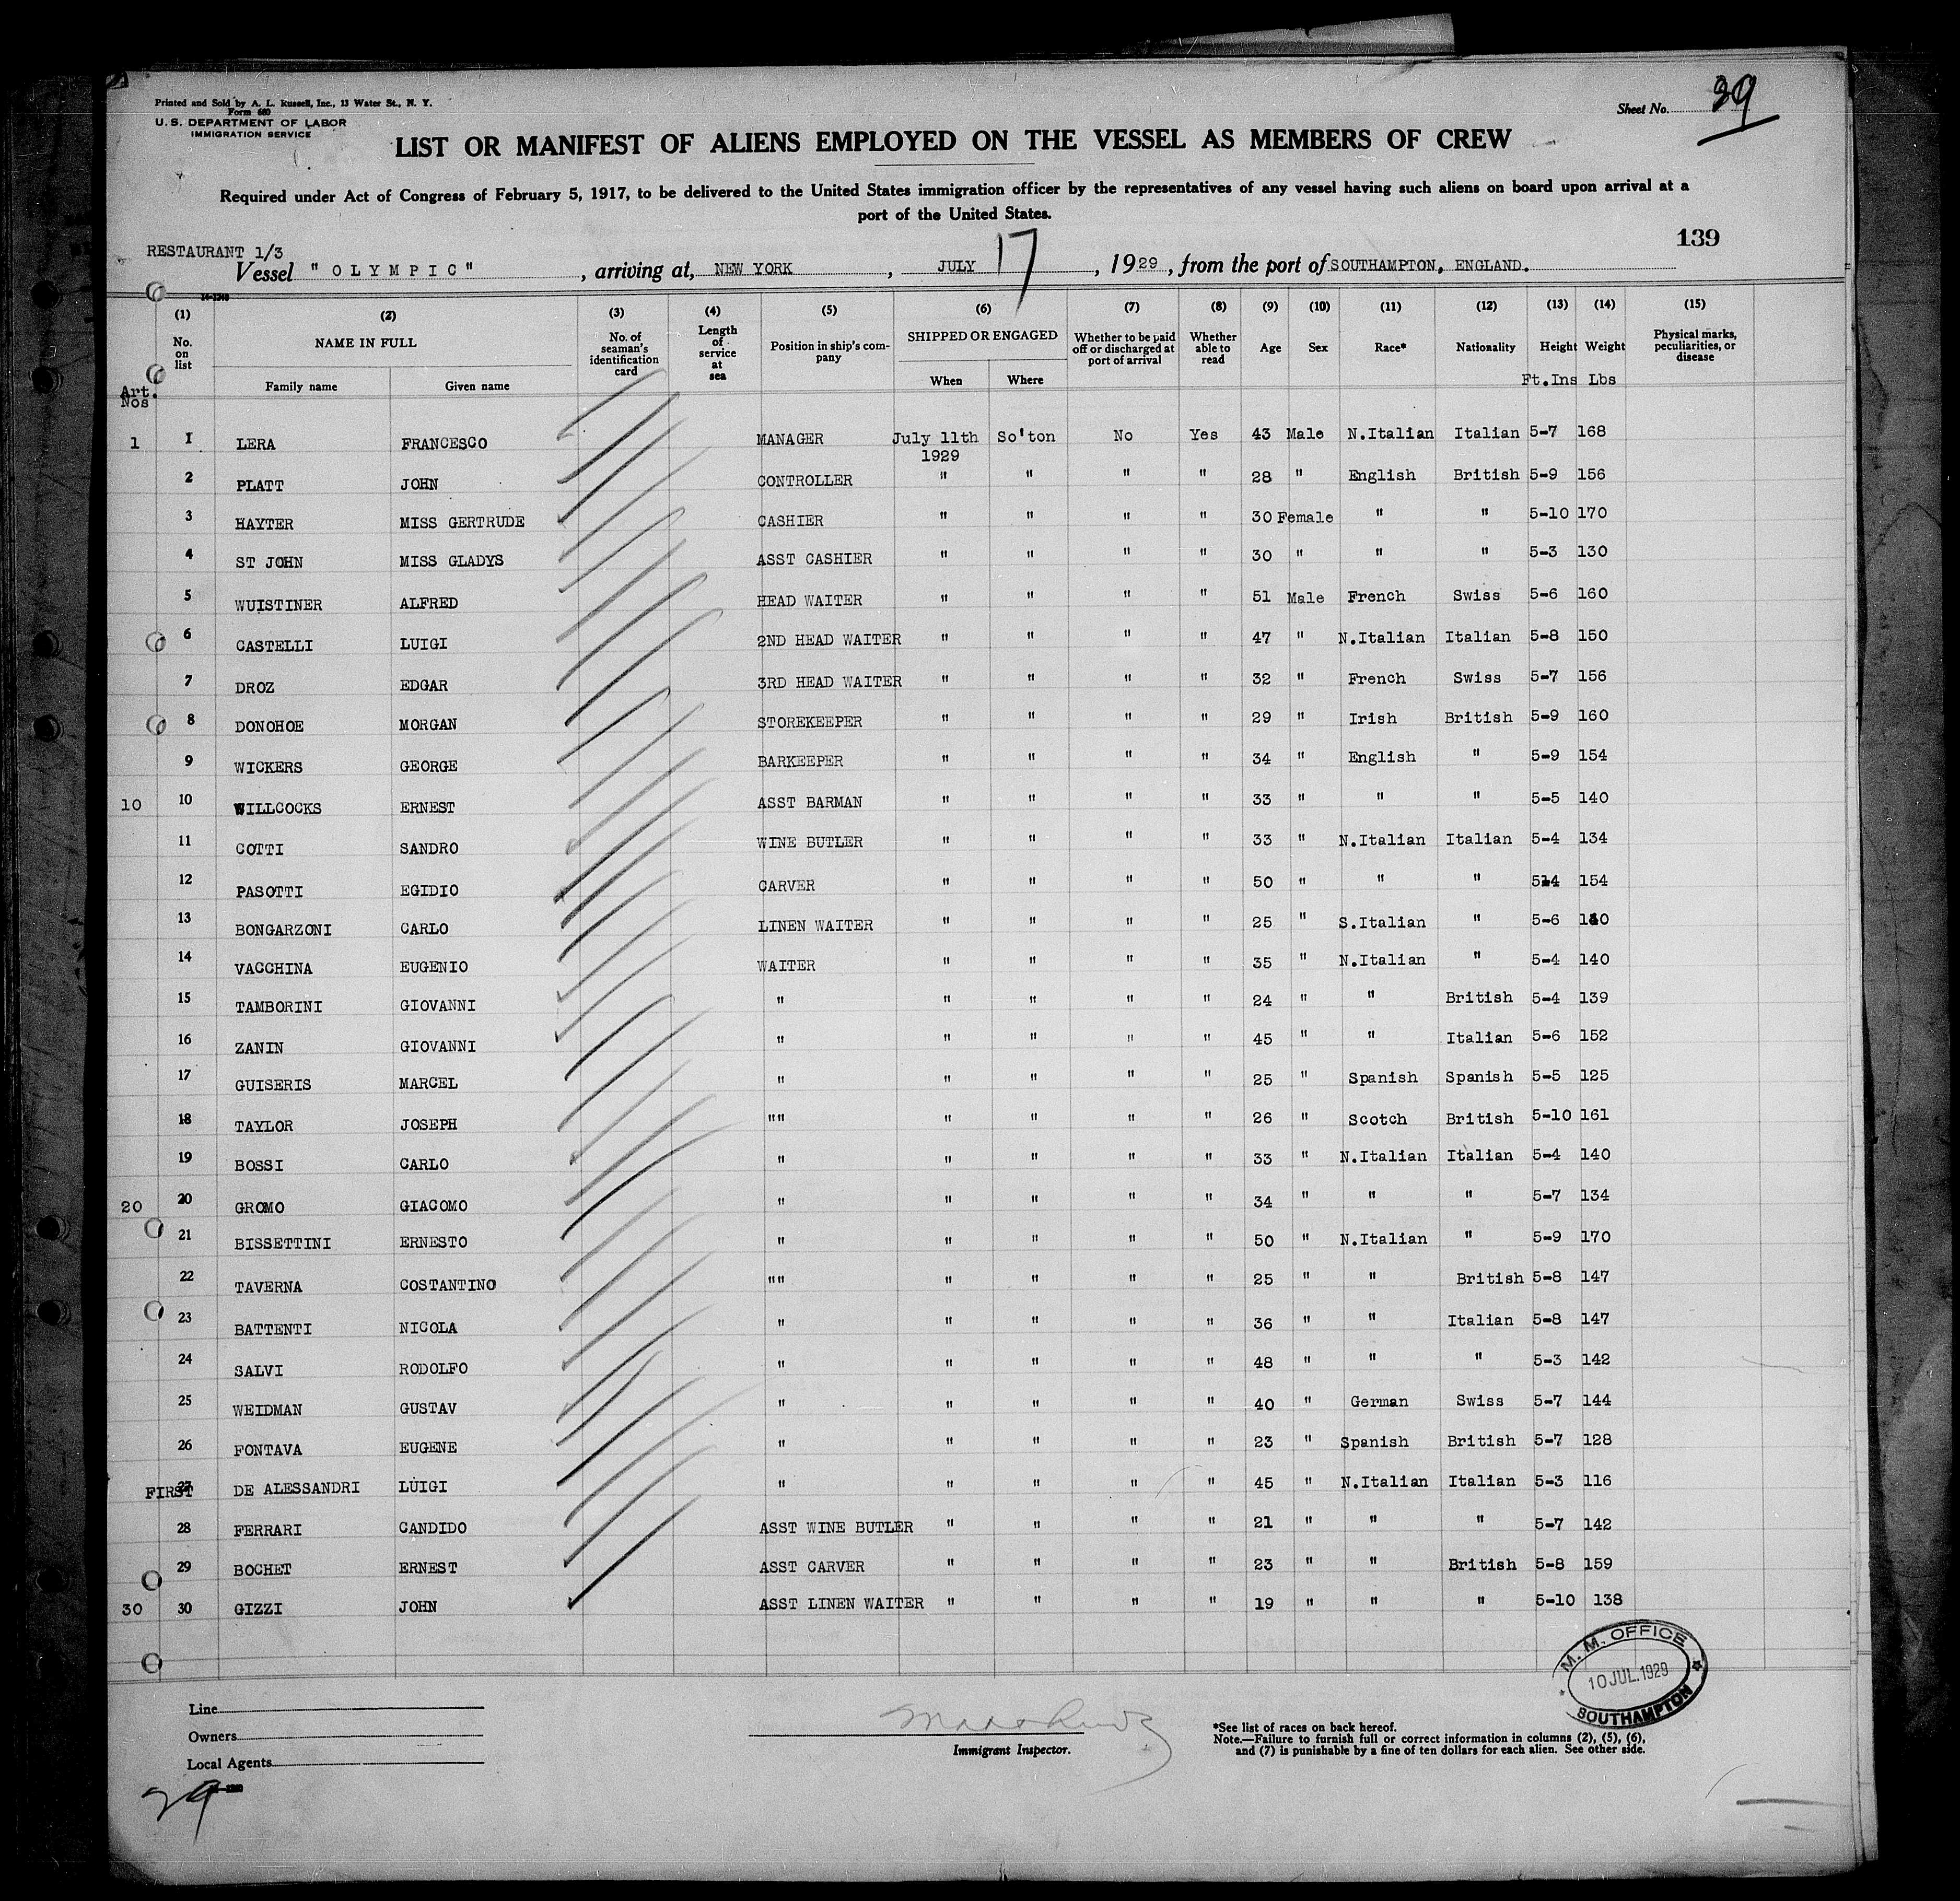 Printed and Sold by A. L. Russell, Inc., 13 Water St., N. Y.
Form 680
U. S. DEPARTMENT OF LABOR
IMMIGRATION SERVICE
Sheet No. 39
LIST OR MANIFEST OF ALIENS EMPLOYED ON THE VESSEL AS MEMBERS OF CREW
Required under Act of Congress of February 5, 1917, to be delivered to the United States immigration officer by the representatives of any vessel having such aliens on board upon arrival at a
port of the United States.
139
RESTAURANT 1/3
Vessel "OLYMPIC", arriving at, NEW YORK, JULY 17, 1929, from the port of SOUTHAMPTON, ENGLAND.
14-1240
(1) (2) (3) (4) (5) (6) (7) (8) (9) (10) (11) (12) (13) (14) (15)
No. on list NAME IN FULL No. of seaman's identification card Length of service at sea Position in ship's company SHIPPED OR ENGAGED Whether to be paid off or discharged at port of arrival Whether able to read Age Sex Race* Nationality Height Weight Physical marks, peculiarities, or disease
Family name Given name When Where Ft.Ins Lbs
Art. Nos
1 1 LERA FRANCESCO MANAGER July 11th 1929 So'ton No Yes 43 Male N.Italian Italian 5-7 168
2 PLATT JOHN CONTROLLER " " " " 28 " English British 5-9 156
3 HAYTER MISS GERTRUDE CASHIER " " " " 30 Female " " 5-10 170
4 ST JOHN MISS GLADYS ASST CASHIER " " " " 30 " " " 5-3 130
5 WUISTINER ALFRED HEAD WAITER " " " " 51 Male French Swiss 5-6 160
6 CASTELLI LUIGI 2ND HEAD WAITER " " " " 47 " N.Italian Italian 5-8 150
7 DROZ EDGAR 3RD HEAD WAITER " " " " 32 " French Swiss 5-7 156
8 DONOHOE MORGAN STOREKEEPER " " " " 29 " Irish British 5-9 160
9 WICKERS GEORGE BARKEEPER " " " " 34 " English " 5-9 154
10 10 WILLCOCKS ERNEST ASST BARMAN " " " " 33 " " " 5-5 140
11 COTTI SANDRO WINE BUTLER " " " " 33 " N.Italian Italian 5-4 134
12 PASOTTI EGIDIO CARVER " " " " 50 " " " 5-4 154
13 BONGARZONI CARLO LINEN WAITER " " " " 25 " S.Italian " 5-6
14 VACCHINA EUGENIO WAITER " " " " 35 " N.Italian " 5-4 140
15 TAMBORINI GIOVANNI " " " " " 24 " " British 5-4 139
16 ZANIN GIOVANNI " " " " " 45 " " Italian 5-6 152
17 GUISERIS MARCEL " " " " " 25 " Spanish Spanish 5-5 125
18 TAYLOR JOSEPH "" " " " " 26 " Scotch British 5-10 161
19 BOSSI CARLO " " " " " 33 " N.Italian Italian 5-4 140
20 20 GROMO GIACOMO " " " " " 34 " " " 5-7 134
21 BISSETTINI ERNESTO " " " " " 50 " N.Italian " 5-9 170
22 TAVERNA COSTANTINO "" " " " " 25 " " British 5-8 147
23 BATTENTI NICOLA " " " " " 36 " " Italian 5-8 147
24 SALVI RODOLFO " " " " " 48 " " " 5-3 142
25 WEIDMAN GUSTAV " " " " " 40 " German Swiss 5-7 144
26 FONTAVA EUGENE " " " " " 23 " Spanish British 5-7 128
FIRST 27 DE ALESSANDRI LUIGI " " " " " 45 " N.Italian Italian 5-3 116
28 FERRARI CANDIDO ASST WINE BUTLER " " " " 21 " " " 5-7 142
29 BOCHET ERNEST ASST CARVER " " " " 23 " " British 5-8 159
30 30 GIZZI JOHN ASST LINEN WAITER " " " " 19 " " " 5-10 138
M. M. OFFICE
10 JUL. 1929
SOUTHAMPTON
Line
Owners
Local Agents
Immigrant Inspector.
*See list of races on back hereof.
Note.—Failure to furnish full or correct information in columns (2), (5), (6),
and (7) is punishable by a fine of ten dollars for each alien. See other side.
39